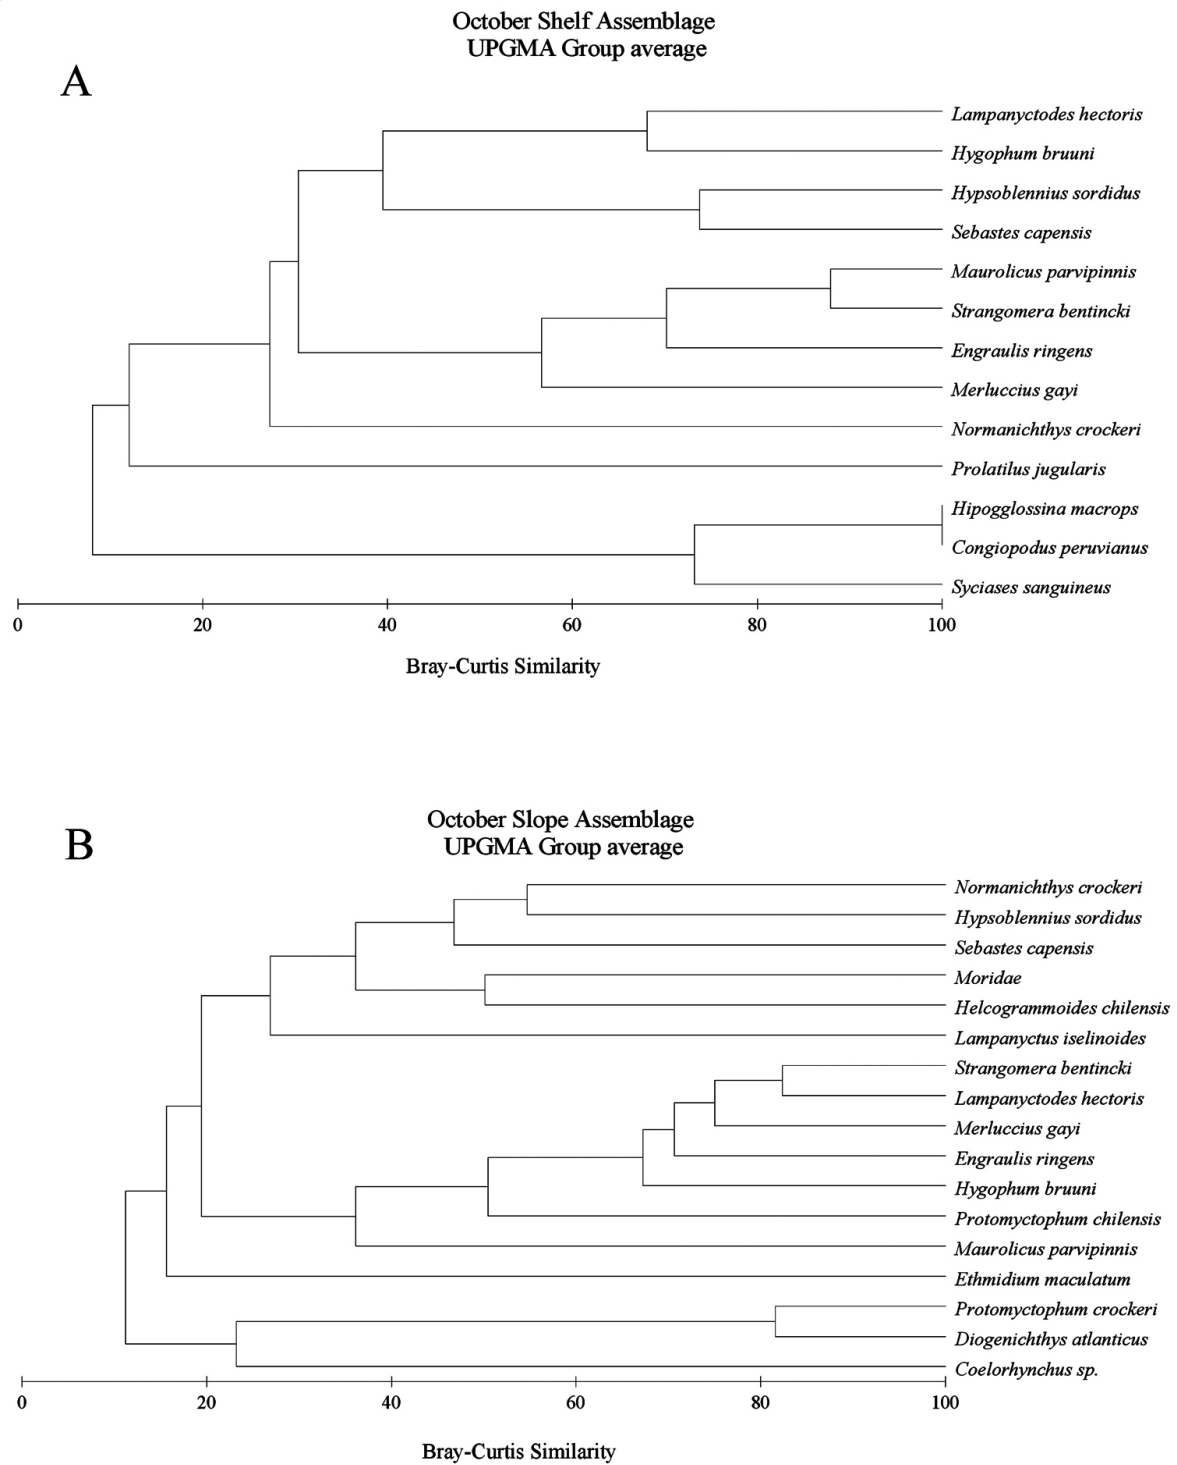 October Shelf Assemblage
UPGMA Group average
A
Lampanyctodes hectoris
Hygophum bruuni
Hypsoblennius sordidus
Sebastes capensis
Maurolicus parvipinnis
Strangomera bentincki
Engraulis ringens
Merluccius gayi
Normanichthys crockeri
Prolatilus jugularis
Hipogglossina macrops
Congiopodus peruvianus
Syciases sanguineus
0 20 40 60 80 100
Bray-Curtis Similarity
October Slope Assemblage
UPGMA Group average
B
Normanichthys crockeri
Hypsoblennius sordidus
Sebastes capensis
Moridae
Helcogrammoides chilensis
Lampanyctus iselinoides
Strangomera bentincki
Lampanyctodes hectoris
Merluccius gayi
Engraulis ringens
Hygophum bruuni
Protomyctophum chilensis
Maurolicus parvipinnis
Ethmidium maculatum
Protomyctophum crockeri
Diogenichthys atlanticus
Coelorhynchus sp.
0 20 40 60 80 100
Bray-Curtis Similarity